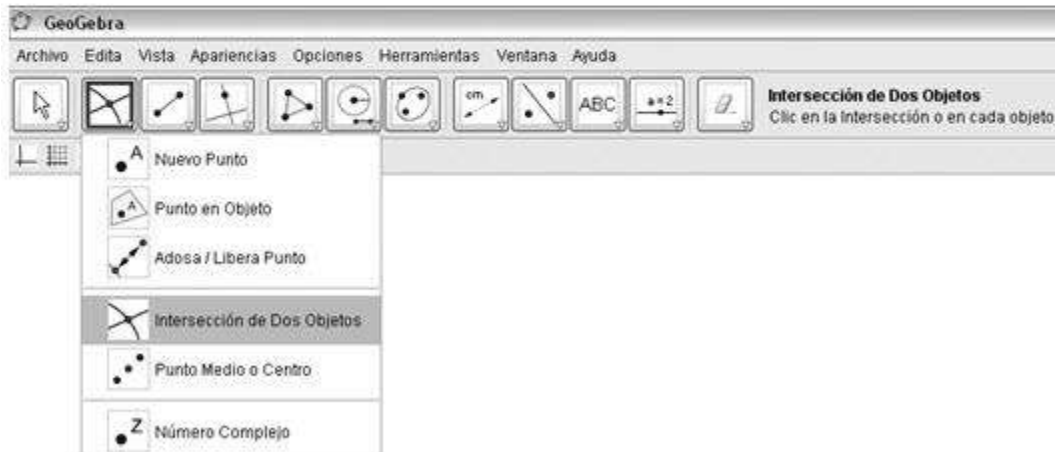 GeoGebra
Archivo Edita Vista Apariencias Opciones Herramientas Ventana Ayuda
cm ABC a=2 Intersección de Dos Objetos
Clic en la Intersección o en cada objeto
A Nuevo Punto
A Punto en Objeto
Adosa / Libera Punto
Intersección de Dos Objetos
Punto Medio o Centro
Z Número Complejo